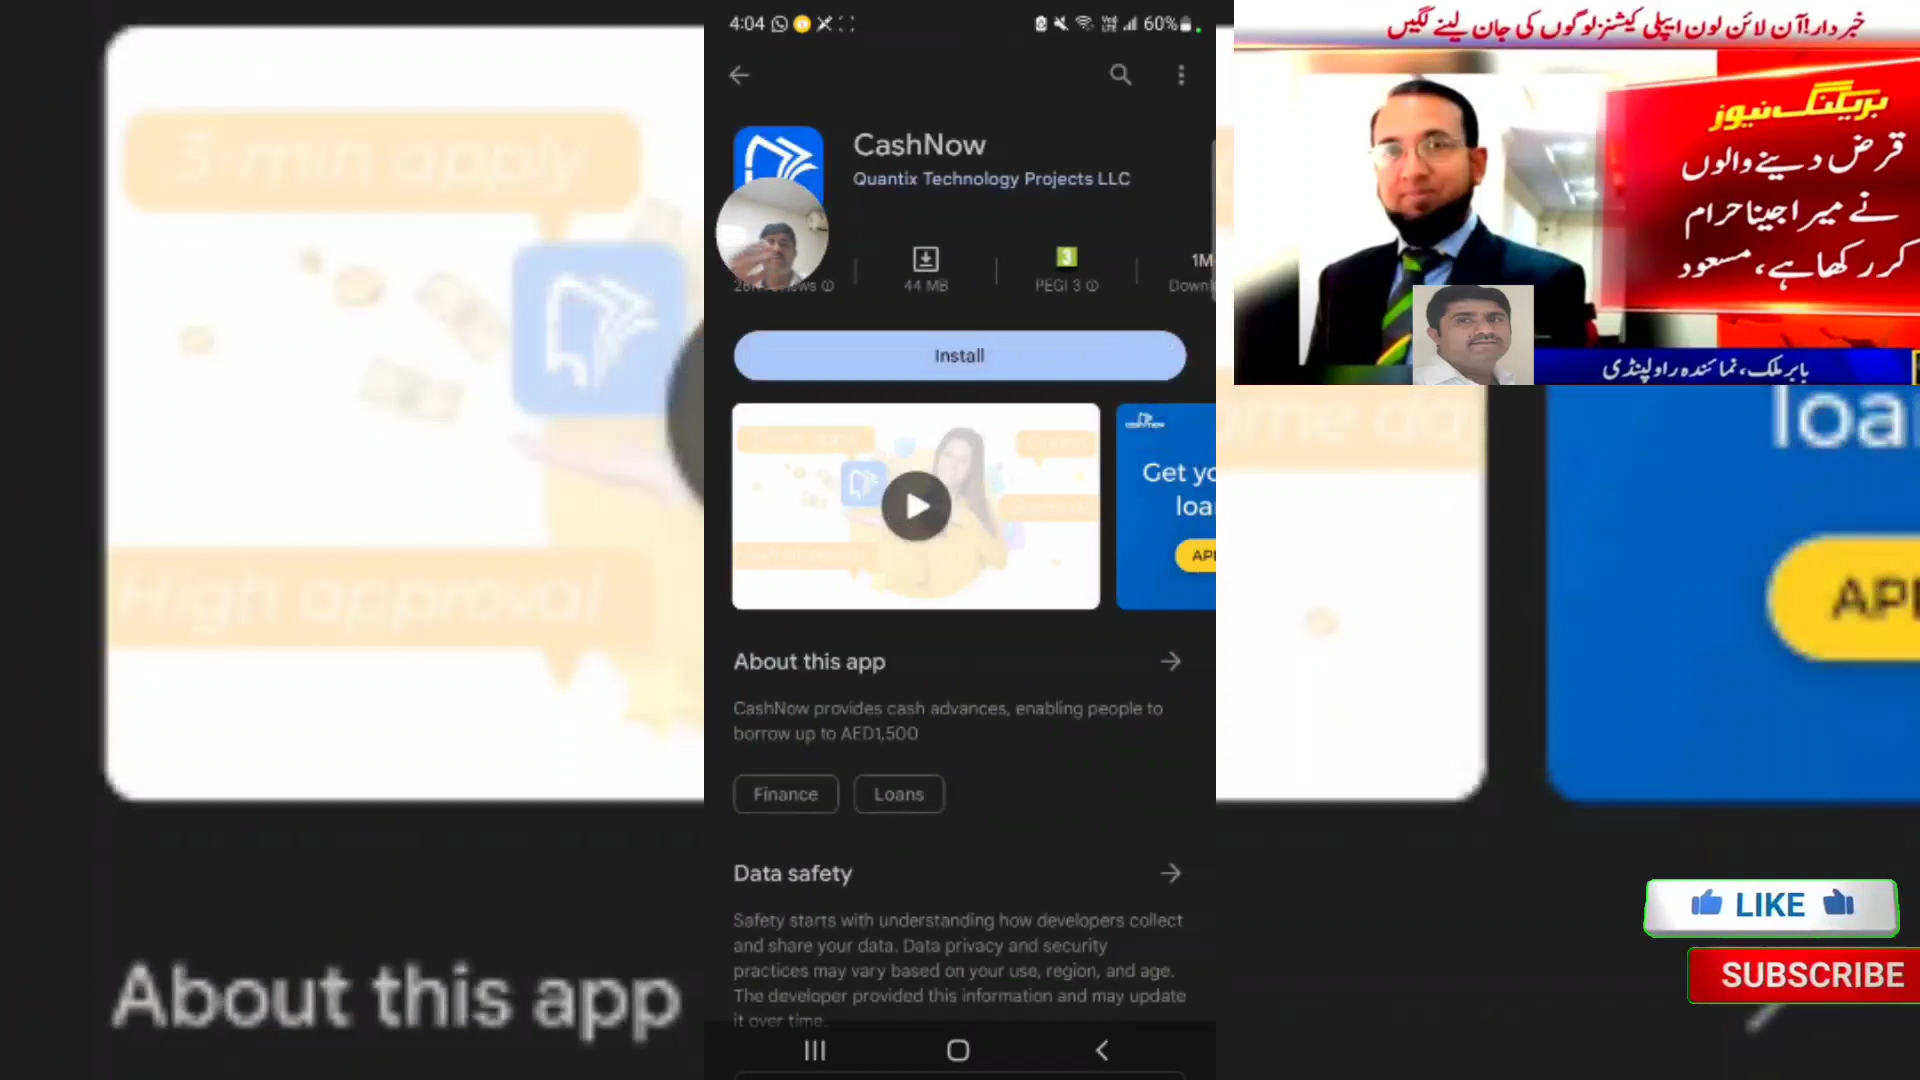 4:04
60%
CashNow
Quantix Technology Projects LLC
44 MB
3
PEGI 3
1M
Install
Get yo
loa
About this app
CashNow provides cash advances, enabling people to
borrow up to AED1,500
Finance
Loans
Data safety
Safety starts with understanding how developers collect
and share your data. Data privacy and security
practices may vary based on your use, region, and age.
The developer provided this information and may update
it over time.
5-min apply
High approval
About this app
خبردار!آن لائن لون ایپلی کیشنز لوگوں کی جان لینے لگیں
بریکنگ نیوز
قرض دینے والوں
نے میرا جینا حرام
کر رکھا ہے، مسعود
بابر ملک، نمائندہ راولپنڈی
loa
LIKE
SUBSCRIBE